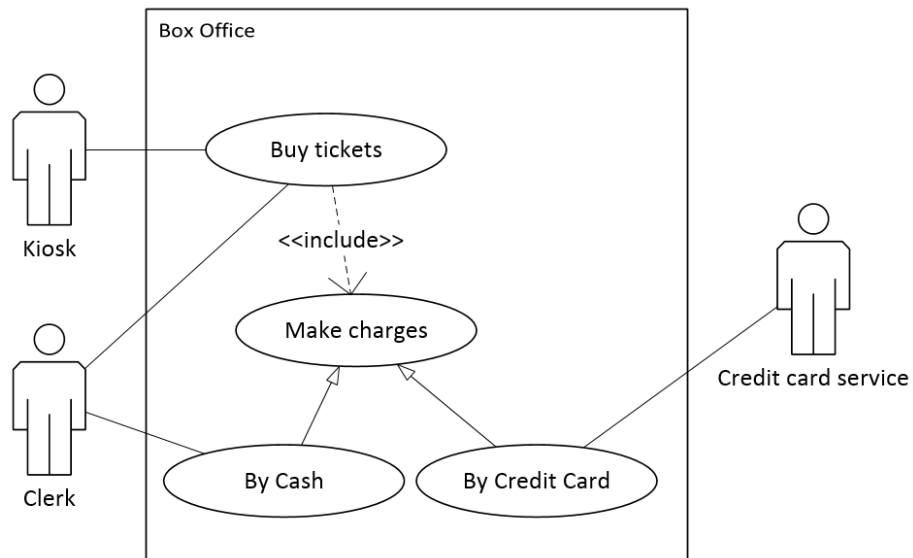 Box Office
Buy tickets
Kiosk
<<include>>
Make charges
Credit card service
By Cash
By Credit Card
Clerk